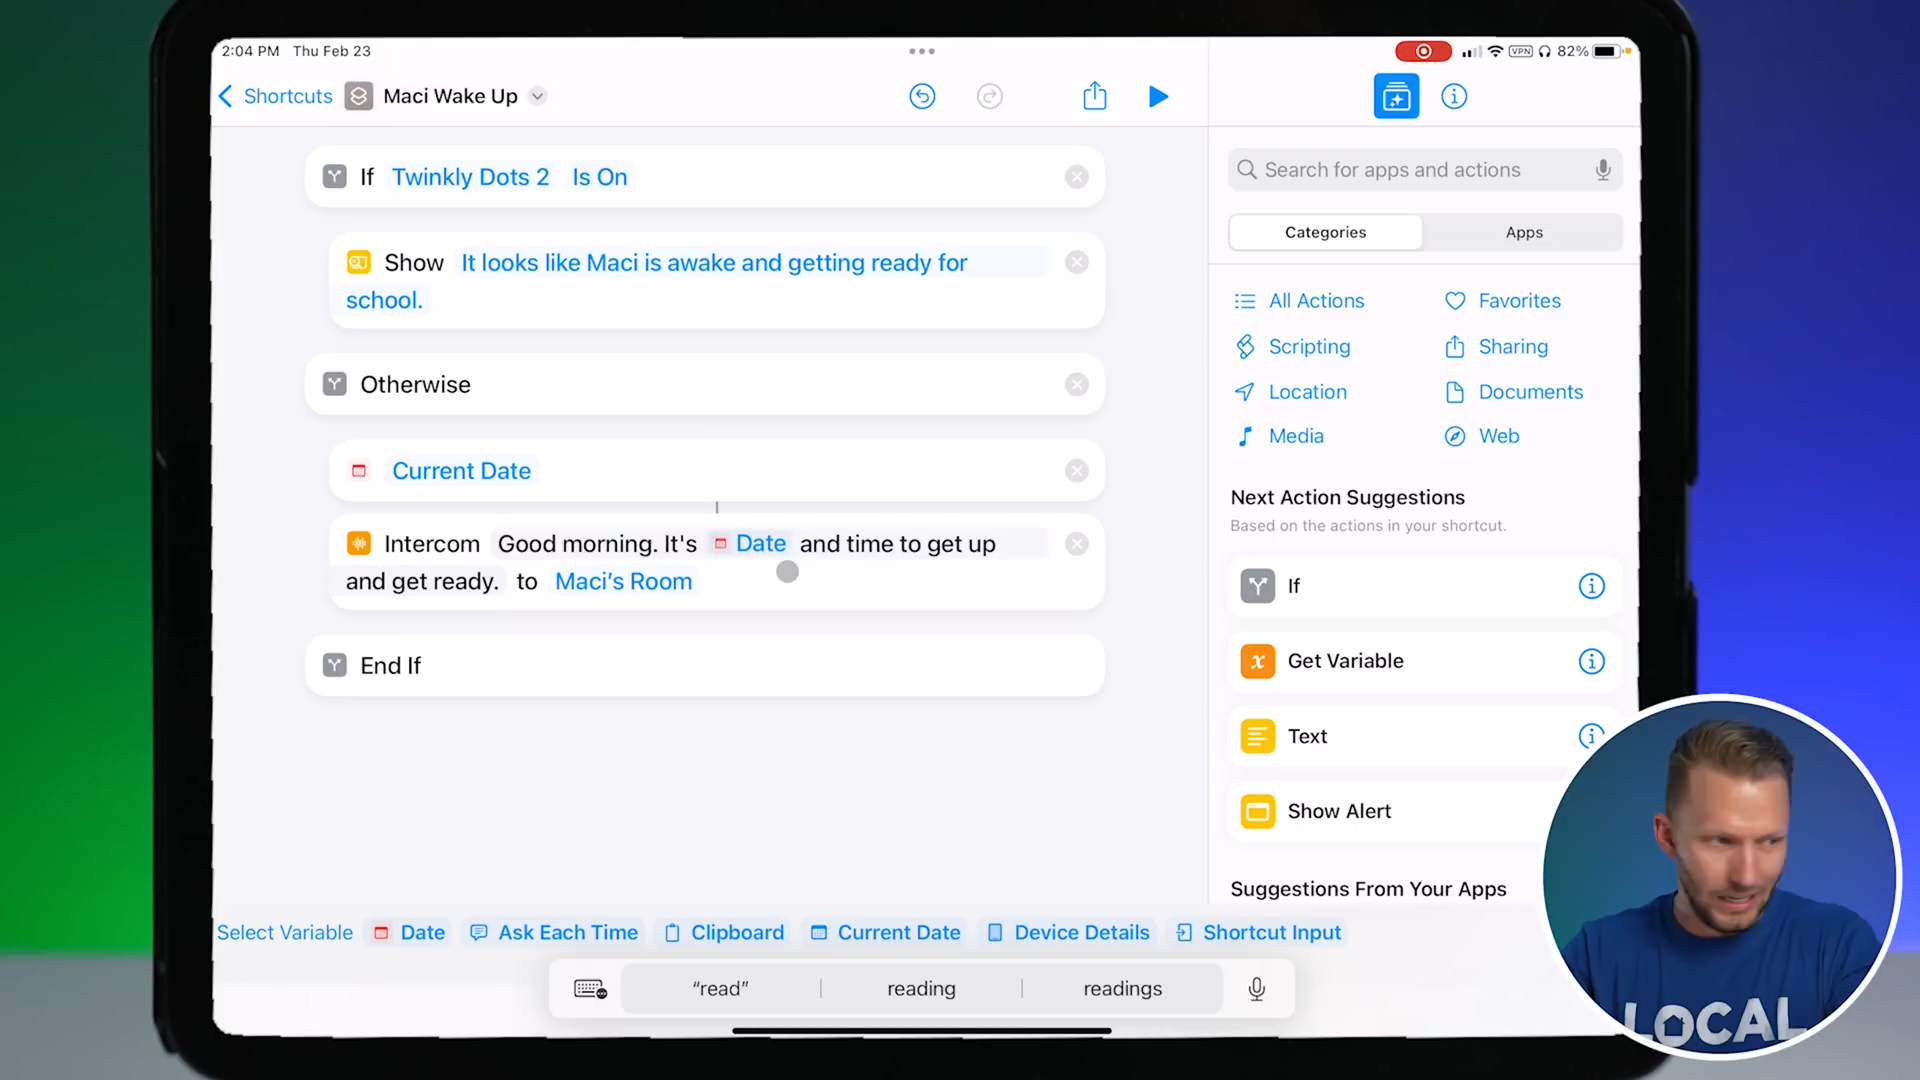 2:04 PM Thu Feb 23
VPN 82%
Shortcuts Maci Wake Up
If Twinkly Dots 2 Is On
Show It looks like Maci is awake and getting ready for
school.
Otherwise
Current Date
Intercom Good morning. It's Date and time to get up
and get ready. to Maci’s Room
End If
Search for apps and actions
Categories Apps
All Actions Favorites
Scripting Sharing
Location Documents
Media Web
Next Action Suggestions
Based on the actions in your shortcut.
If
Get Variable
Text
Show Alert
Suggestions From Your Apps
Select Variable Date Ask Each Time Clipboard Current Date Device Details Shortcut Input
“read” reading readings
LOCAL